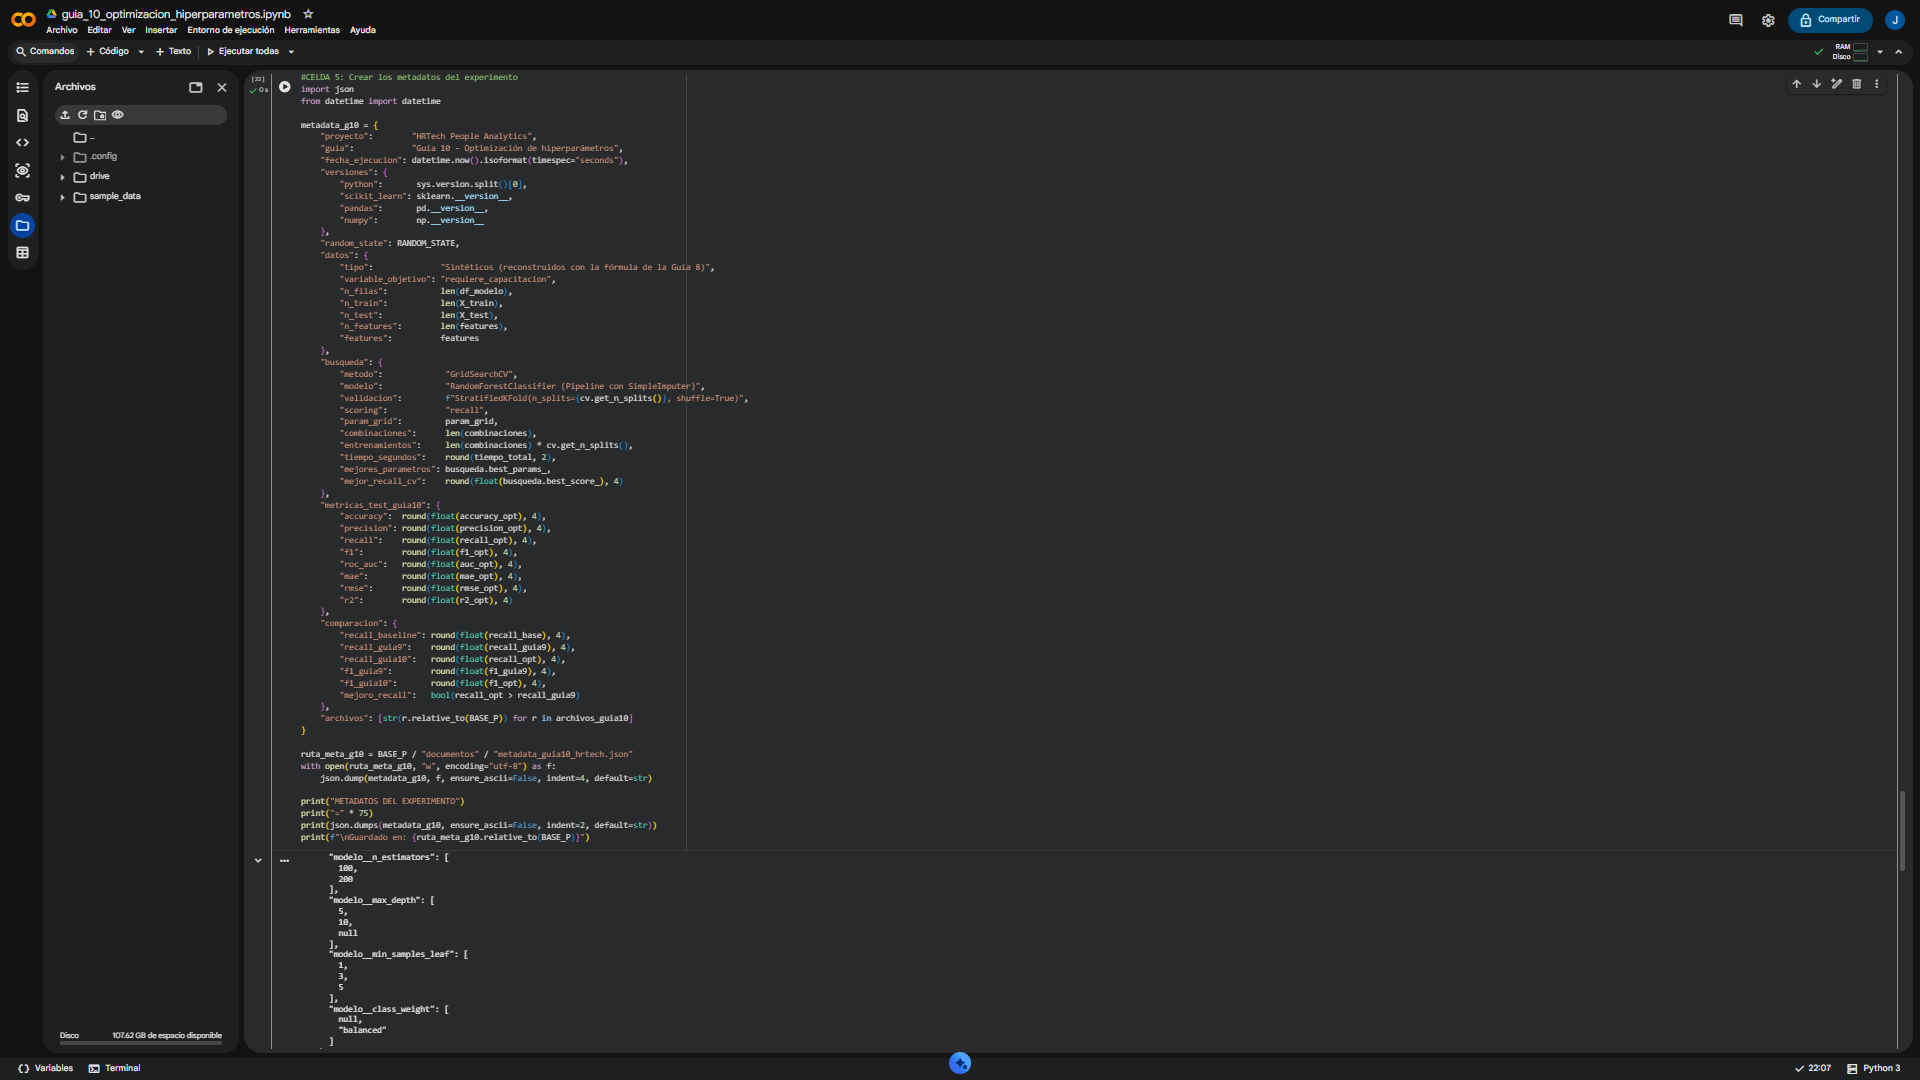 guia_10_optimizacion_hiperparametros.ipynb
Archivo Editar Ver Insertar Entorno de ejecución Herramientas Ayuda
Compartir
J
Comandos + Código + Texto Ejecutar todas
RAM
Disco
Archivos
..
.config
drive
sample_data
Disco 107.62 GB de espacio disponible
[22]
0 s
#CELDA 5: Crear los metadatos del experimento
import json
from datetime import datetime
metadata_g10 = {
"proyecto": "HRTech People Analytics",
"guia": "Guía 10 - Optimización de hiperparámetros",
"fecha_ejecucion": datetime.now().isoformat(timespec="seconds"),
"versiones": {
"python": sys.version.split()[0],
"scikit_learn": sklearn.__version__,
"pandas": pd.__version__,
"numpy": np.__version__
},
"random_state": RANDOM_STATE,
"datos": {
"tipo": "Sintéticos (reconstruidos con la fórmula de la Guía 8)",
"variable_objetivo": "requiere_capacitacion",
"n_filas": len(df_modelo),
"n_train": len(X_train),
"n_test": len(X_test),
"n_features": len(features),
"features": features
},
"busqueda": {
"metodo": "GridSearchCV",
"modelo": "RandomForestClassifier (Pipeline con SimpleImputer)",
"validacion": f"StratifiedKFold(n_splits={cv.get_n_splits()}, shuffle=True)",
"scoring": "recall",
"param_grid": param_grid,
"combinaciones": len(combinaciones),
"entrenamientos": len(combinaciones) * cv.get_n_splits(),
"tiempo_segundos": round(tiempo_total, 2),
"mejores_parametros": busqueda.best_params_,
"mejor_recall_cv": round(float(busqueda.best_score_), 4)
},
"metricas_test_guia10": {
"accuracy": round(float(accuracy_opt), 4),
"precision": round(float(precision_opt), 4),
"recall": round(float(recall_opt), 4),
"f1": round(float(f1_opt), 4),
"roc_auc": round(float(auc_opt), 4),
"mae": round(float(mae_opt), 4),
"rmse": round(float(rmse_opt), 4),
"r2": round(float(r2_opt), 4)
},
"comparacion": {
"recall_baseline": round(float(recall_base), 4),
"recall_guia9": round(float(recall_guia9), 4),
"recall_guia10": round(float(recall_opt), 4),
"f1_guia9": round(float(f1_guia9), 4),
"f1_guia10": round(float(f1_opt), 4),
"mejoro_recall": bool(recall_opt > recall_guia9)
},
"archivos": [str(r.relative_to(BASE_P)) for r in archivos_guia10]
}
ruta_meta_g10 = BASE_P / "documentos" / "metadata_guia10_hrtech.json"
with open(ruta_meta_g10, "w", encoding="utf-8") as f:
json.dump(metadata_g10, f, ensure_ascii=False, indent=4, default=str)
print("METADATOS DEL EXPERIMENTO")
print("=" * 75)
print(json.dumps(metadata_g10, ensure_ascii=False, indent=2, default=str))
print(f"\nGuardado en: {ruta_meta_g10.relative_to(BASE_P)}")
"modelo__n_estimators": [
100,
200
],
"modelo__max_depth": [
5,
10,
null
],
"modelo__min_samples_leaf": [
1,
3,
5
],
"modelo__class_weight": [
null,
"balanced"
]
Variables Terminal
22:07 Python 3